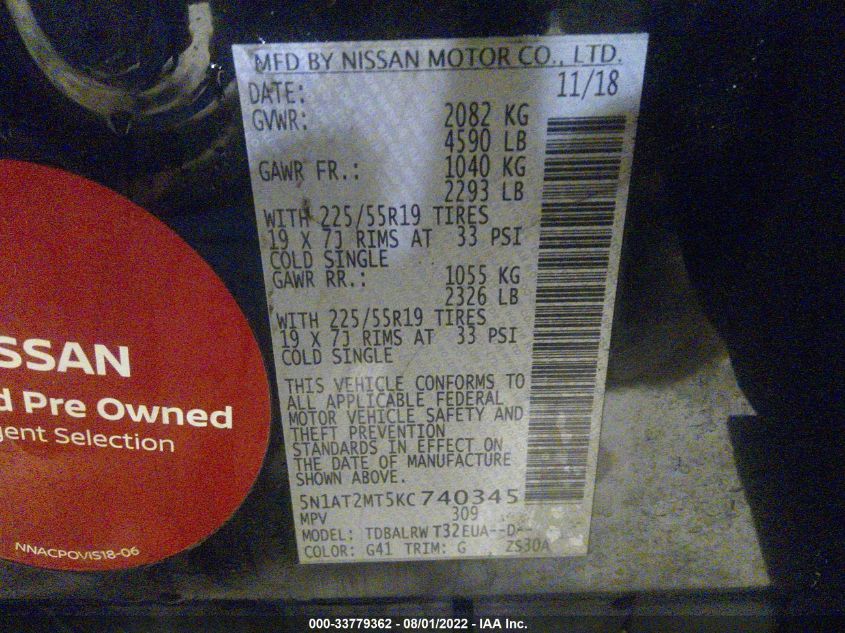 MFD BY NISSAN MOTOR CO., LTD.
DATE: 11/18
GVWR: 2082 KG
4590 LB
GAWR FR.: 1040 KG
2293 LB
WITH 225/55R19 TIRES
19 X 7J RIMS AT 33 PSI
COLD SINGLE
GAWR RR.: 1055 KG
2326 LB
WITH 225/55R19 TIRES
19 X 7J RIMS AT 33 PSI
COLD SINGLE
THIS VEHICLE CONFORMS TO
ALL APPLICABLE FEDERAL
MOTOR VEHICLE SAFETY AND
THEFT PREVENTION
STANDARDS IN EFFECT ON
THE DATE OF MANUFACTURE
SHOWN ABOVE.
5N1AT2MT5KC740345
MPV 309
MODEL: TDBALRW T32EUA--D--
COLOR: G41 TRIM: G ZS30A
SSAN
d Pre Owned
gent Selection
NNACPOVIS18-06
000-33779362 - 08/01/2022 - IAA Inc.